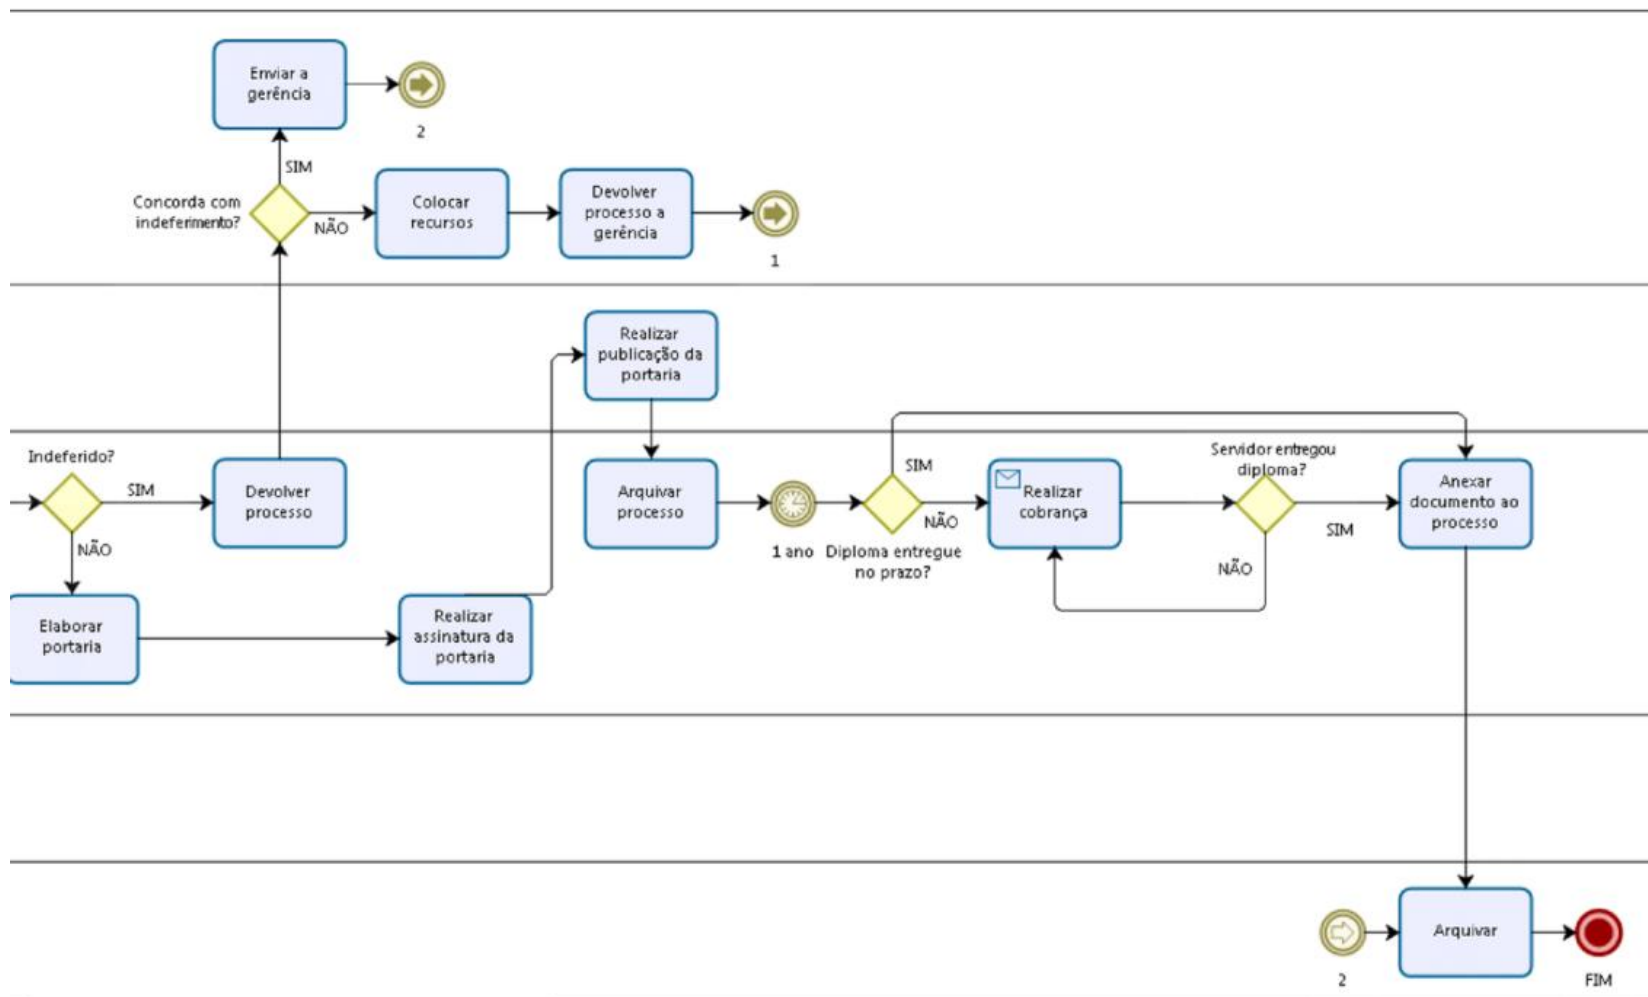 Enviar a
gerência
2
SIM
Concorda com
indeferimento?
NÃO
Colocar
recursos
Devolver
processo a
gerência
1
Realizar
publicação da
portaria
Indeferido?
SIM
NÃO
Devolver
processo
Arquivar
processo
1 ano
Diploma entregue
no prazo?
SIM
NÃO
Realizar
cobrança
Servidor entregou
diploma?
SIM
NÃO
Anexar
documento ao
processo
Elaborar
portaria
Realizar
assinatura da
portaria
2
Arquivar
FIM